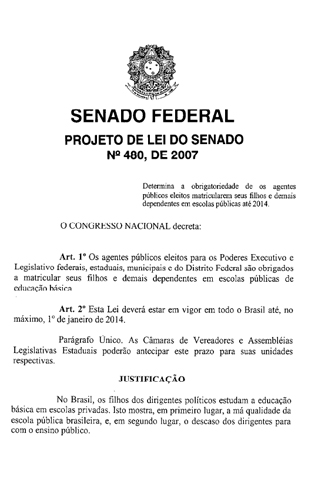 SENADO FEDERAL
PROJETO DE LEI DO SENADO
Nº 480, DE 2007
Determina a obrigatoriedade de os agentes
públicos eleitos matricularem seus filhos e demais
dependentes em escolas públicas até 2014.
O CONGRESSO NACIONAL decreta:
Art. 1º Os agentes públicos eleitos para os Poderes Executivo e
Legislativo federais, estaduais, municipais e do Distrito Federal são obrigados
a matricular seus filhos e demais dependentes em escolas públicas de
educação básica
Art. 2º Esta Lei deverá estar em vigor em todo o Brasil até, no
máximo, 1º de janeiro de 2014.
Parágrafo Único. As Câmaras de Vereadores e Assembléias
Legislativas Estaduais poderão antecipar este prazo para suas unidades
respectivas.
JUSTIFICAÇÃO
No Brasil, os filhos dos dirigentes políticos estudam a educação
básica em escolas privadas. Isto mostra, em primeiro lugar, a má qualidade da
escola pública brasileira, e, em segundo lugar, o descaso dos dirigentes para
com o ensino público.